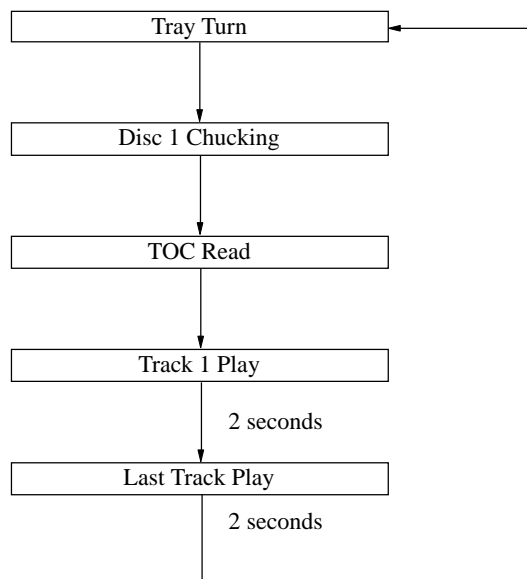 Tray Turn
Disc 1 Chucking
TOC Read
Track 1 Play
2 seconds
Last Track Play
2 seconds